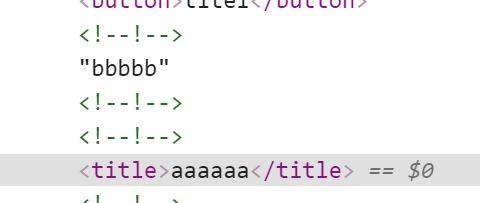 <button>title1</button>
<!--!-->
"bbbbb"
<!--!-->
<!--!-->
<title>aaaaaa</title> == $0
<!--!-->